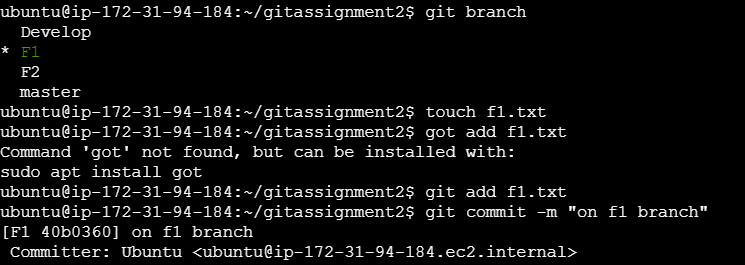 ubuntu@ip-172-31-94-184:~/gitassignment2$ git branch
  Develop
* F1
  F2
  master
ubuntu@ip-172-31-94-184:~/gitassignment2$ touch f1.txt
ubuntu@ip-172-31-94-184:~/gitassignment2$ got add f1.txt
Command 'got' not found, but can be installed with:
sudo apt install got
ubuntu@ip-172-31-94-184:~/gitassignment2$ git add f1.txt
ubuntu@ip-172-31-94-184:~/gitassignment2$ git commit -m "on f1 branch"
[F1 40b0360] on f1 branch
 Committer: Ubuntu <ubuntu@ip-172-31-94-184.ec2.internal>